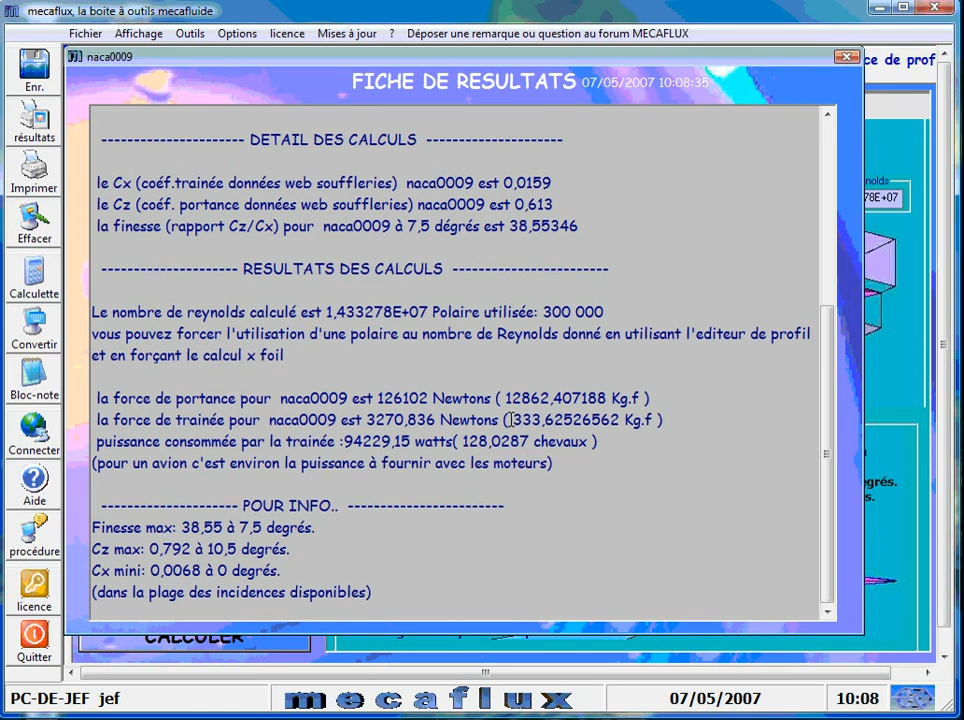 mecaflux, la boite à outils mecafluide
Fichier Affichage Outils Options licence Mises à jour ? Déposer une remarque ou question au forum MECAFLUX
naca0009
ce de prof
FICHE DE RESULTATS 07/05/2007 10:08:35
Enr.
résultats
Imprimer
Effacer
Calculette
Convertir
Bloc-note
Connecter
Aide
procédure
licence
Quitter
--------------------- DETAIL DES CALCULS --------------------
le Cx (coéf.trainée données web souffleries) naca0009 est 0,0159
le Cz (coéf. portance données web souffleries) naca0009 est 0,613
la finesse (rapport Cz/Cx) pour naca0009 à 7,5 dégrés est 38,55346
-------------------- RESULTATS DES CALCULS -----------------------
Le nombre de reynolds calculé est 1,433278E+07 Polaire utilisée: 300 000
vous pouvez forcer l'utilisation d'une polaire au nombre de Reynolds donné en utilisant l'editeur de profil
et en forçant le calcul x foil
la force de portance pour naca0009 est 126102 Newtons ( 12862,407188 Kg.f )
la force de trainée pour naca0009 est 3270,836 Newtons ( 333,62526562 Kg.f )
puissance consommée par la trainée :94229,15 watts( 128,0287 chevaux )
(pour un avion c'est environ la puissance à fournir avec les moteurs)
-------------------- POUR INFO.. -----------------------
Finesse max: 38,55 à 7,5 degrés.
Cz max: 0,792 à 10,5 degrés.
Cx mini: 0,0068 à 0 degrés.
(dans la plage des incidences disponibles)
nolds
78E+07
egrés.
s.
CALCULER
PC-DE-JEF jef
mecaflux
07/05/2007
10:08